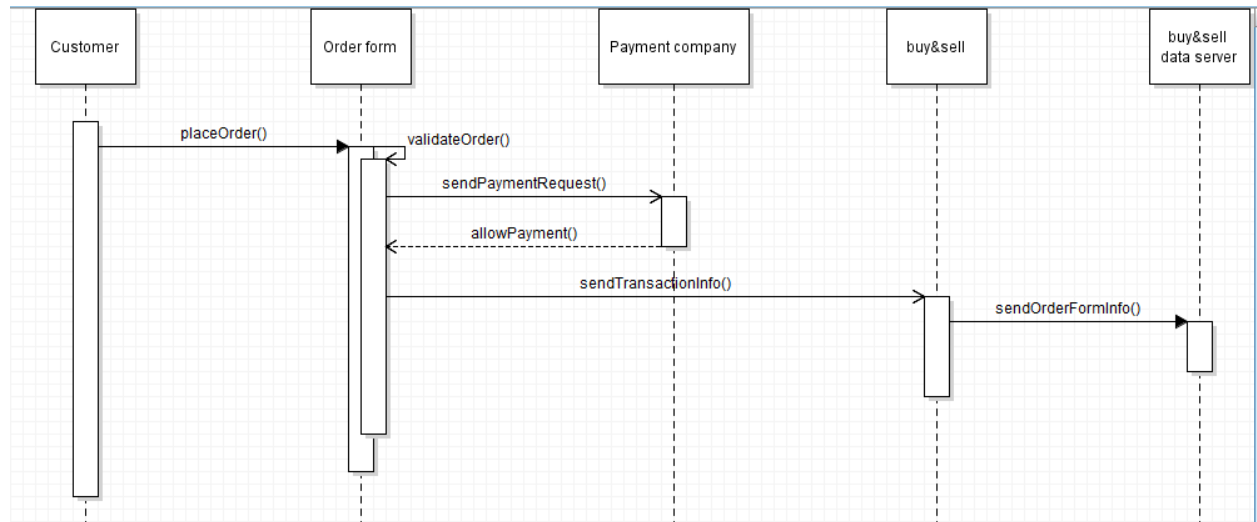 Customer
Order form
Payment company
buy&sell
buy&sell
data server
placeOrder()
validateOrder()
sendPaymentRequest()
allowPayment()
sendTransactionInfo()
sendOrderFormInfo()